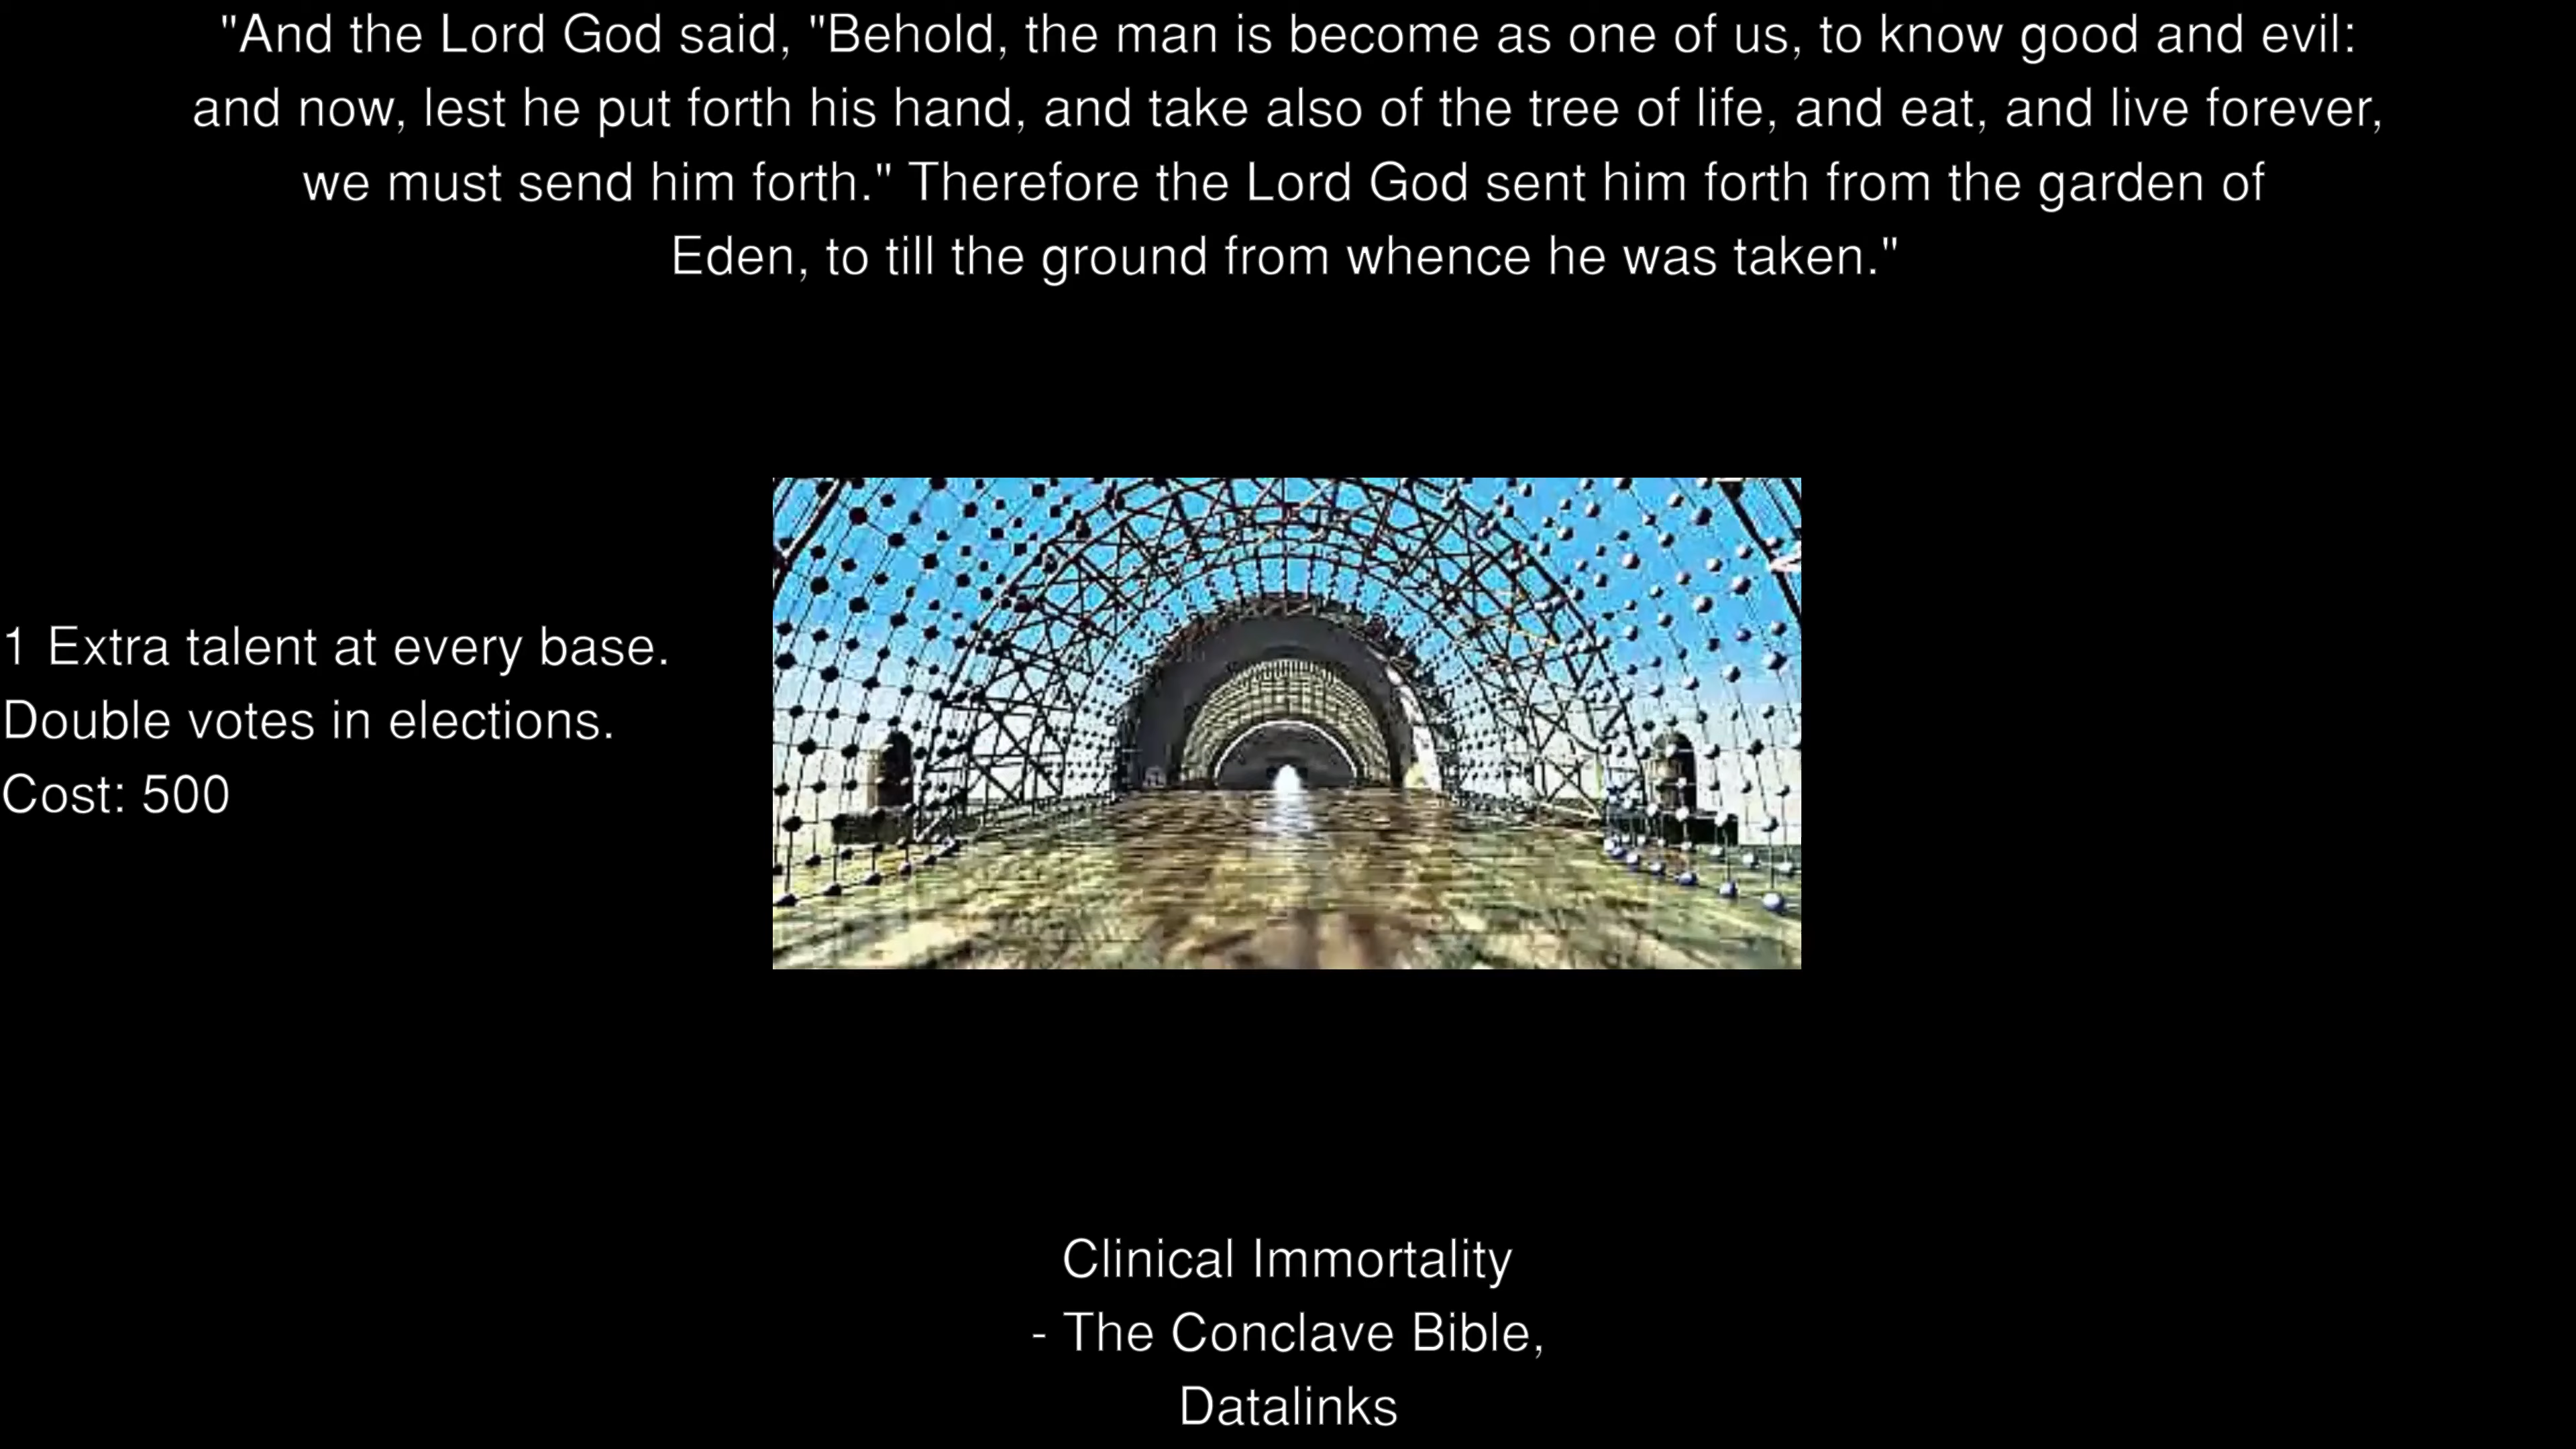 "And the Lord God said, "Behold, the man is become as one of us, to know good and evil:
and now, lest he put forth his hand, and take also of the tree of life, and eat, and live forever,
we must send him forth." Therefore the Lord God sent him forth from the garden of
Eden, to till the ground from whence he was taken."
1 Extra talent at every base.
Double votes in elections.
Cost: 500
Clinical Immortality
- The Conclave Bible,
Datalinks